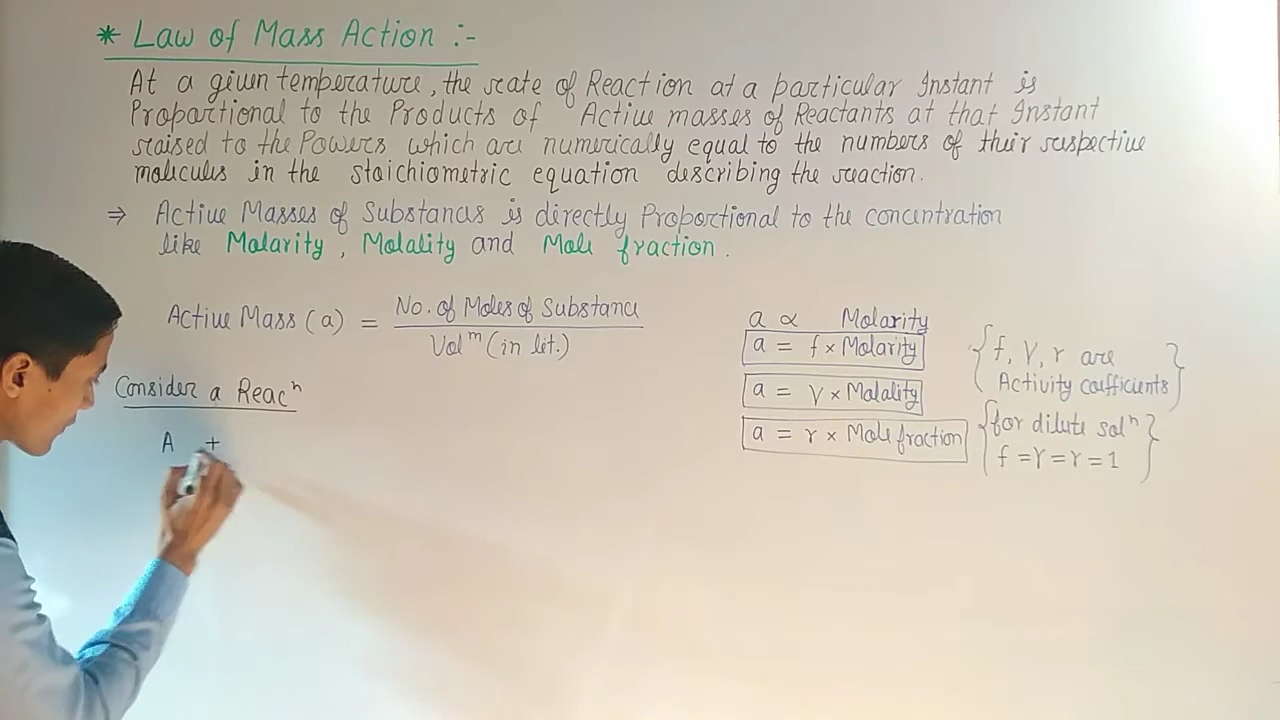 * Law of Mass Action :-
At a given temperature, the rate of Reaction at a particular Instant is
Proportional to the Products of Active masses of Reactants at that Instant
raised to the Powers which are numerically equal to the numbers of their respective
molecules in the stoichiometric equation describing the reaction.
⇒ Active Masses of Substances is directly Proportional to the concentration
like Molarity, Molality and Mole fraction.
Active Mass (a) = No. of Moles of Substance
Volᵐ (in lit.)
a ∝ Molarity
a = f × Molarity
a = γ × Molality
a = r × Mole fraction
{ f, γ, r are
Activity coefficients }
{ for dilute solⁿ
f = γ = r = 1 }
Consider a Reacⁿ
A +